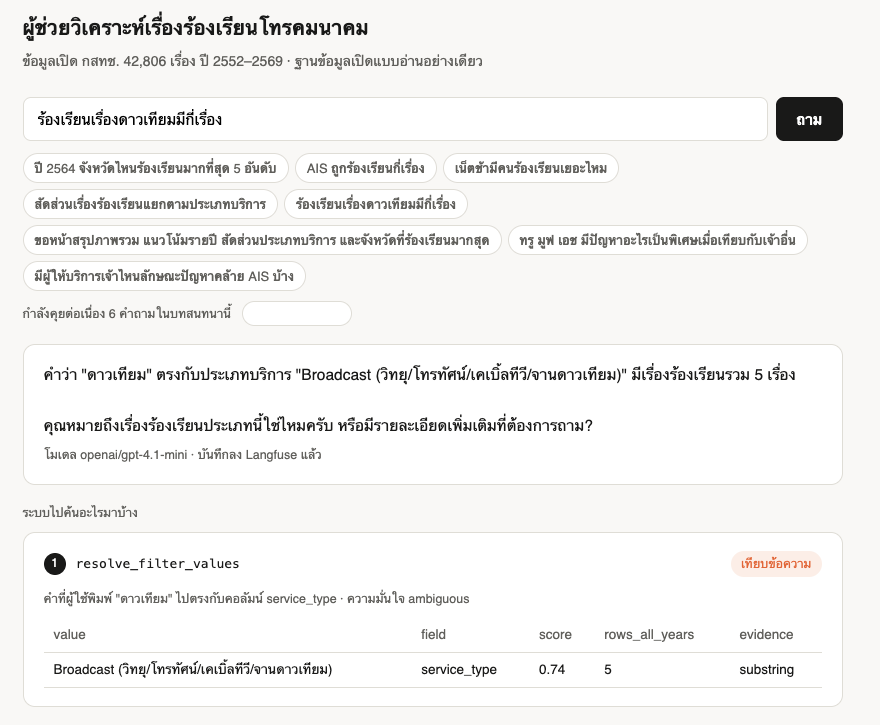 ผู้ช่วยวิเคราะห์เรื่องร้องเรียนโทรคมนาคม
ข้อมูลเปิด กสทช. 42,806 เรื่อง ปี 2552–2569 · ฐานข้อมูลเปิดแบบอ่านอย่างเดียว
ร้องเรียนเรื่องดาวเทียมมีกี่เรื่อง
ถาม
ปี 2564 จังหวัดไหนร้องเรียนมากที่สุด 5 อันดับ
AIS ถูกร้องเรียนกี่เรื่อง
เน็ตช้ามีคนร้องเรียนเยอะไหม
สัดส่วนเรื่องร้องเรียนแยกตามประเภทบริการ
ร้องเรียนเรื่องดาวเทียมมีกี่เรื่อง
ขอหน้าสรุปภาพรวม แนวโน้มรายปี สัดส่วนประเภทบริการ และจังหวัดที่ร้องเรียนมากสุด
ทรู มูฟ เอช มีปัญหาอะไรเป็นพิเศษเมื่อเทียบกับเจ้าอื่น
มีผู้ให้บริการเจ้าไหนลักษณะปัญหาคล้าย AIS บ้าง
กำลังคุยต่อเนื่อง 6 คำถามในบทสนทนานี้
คำว่า "ดาวเทียม" ตรงกับประเภทบริการ "Broadcast (วิทยุ/โทรทัศน์/เคเบิ้ลทีวี/จานดาวเทียม)" มีเรื่องร้องเรียนรวม 5 เรื่อง
คุณหมายถึงเรื่องร้องเรียนประเภทนี้ใช่ไหมครับ หรือมีรายละเอียดเพิ่มเติมที่ต้องการถาม?
โมเดล openai/gpt-4.1-mini · บันทึกลง Langfuse แล้ว
ระบบไปค้นอะไรมาบ้าง
1 resolve_filter_values
เทียบข้อความ
คำที่ผู้ใช้พิมพ์ "ดาวเทียม" ไปตรงกับคอลัมน์ service_type · ความมั่นใจ ambiguous
value field score rows_all_years evidence
Broadcast (วิทยุ/โทรทัศน์/เคเบิ้ลทีวี/จานดาวเทียม) service_type 0.74 5 substring